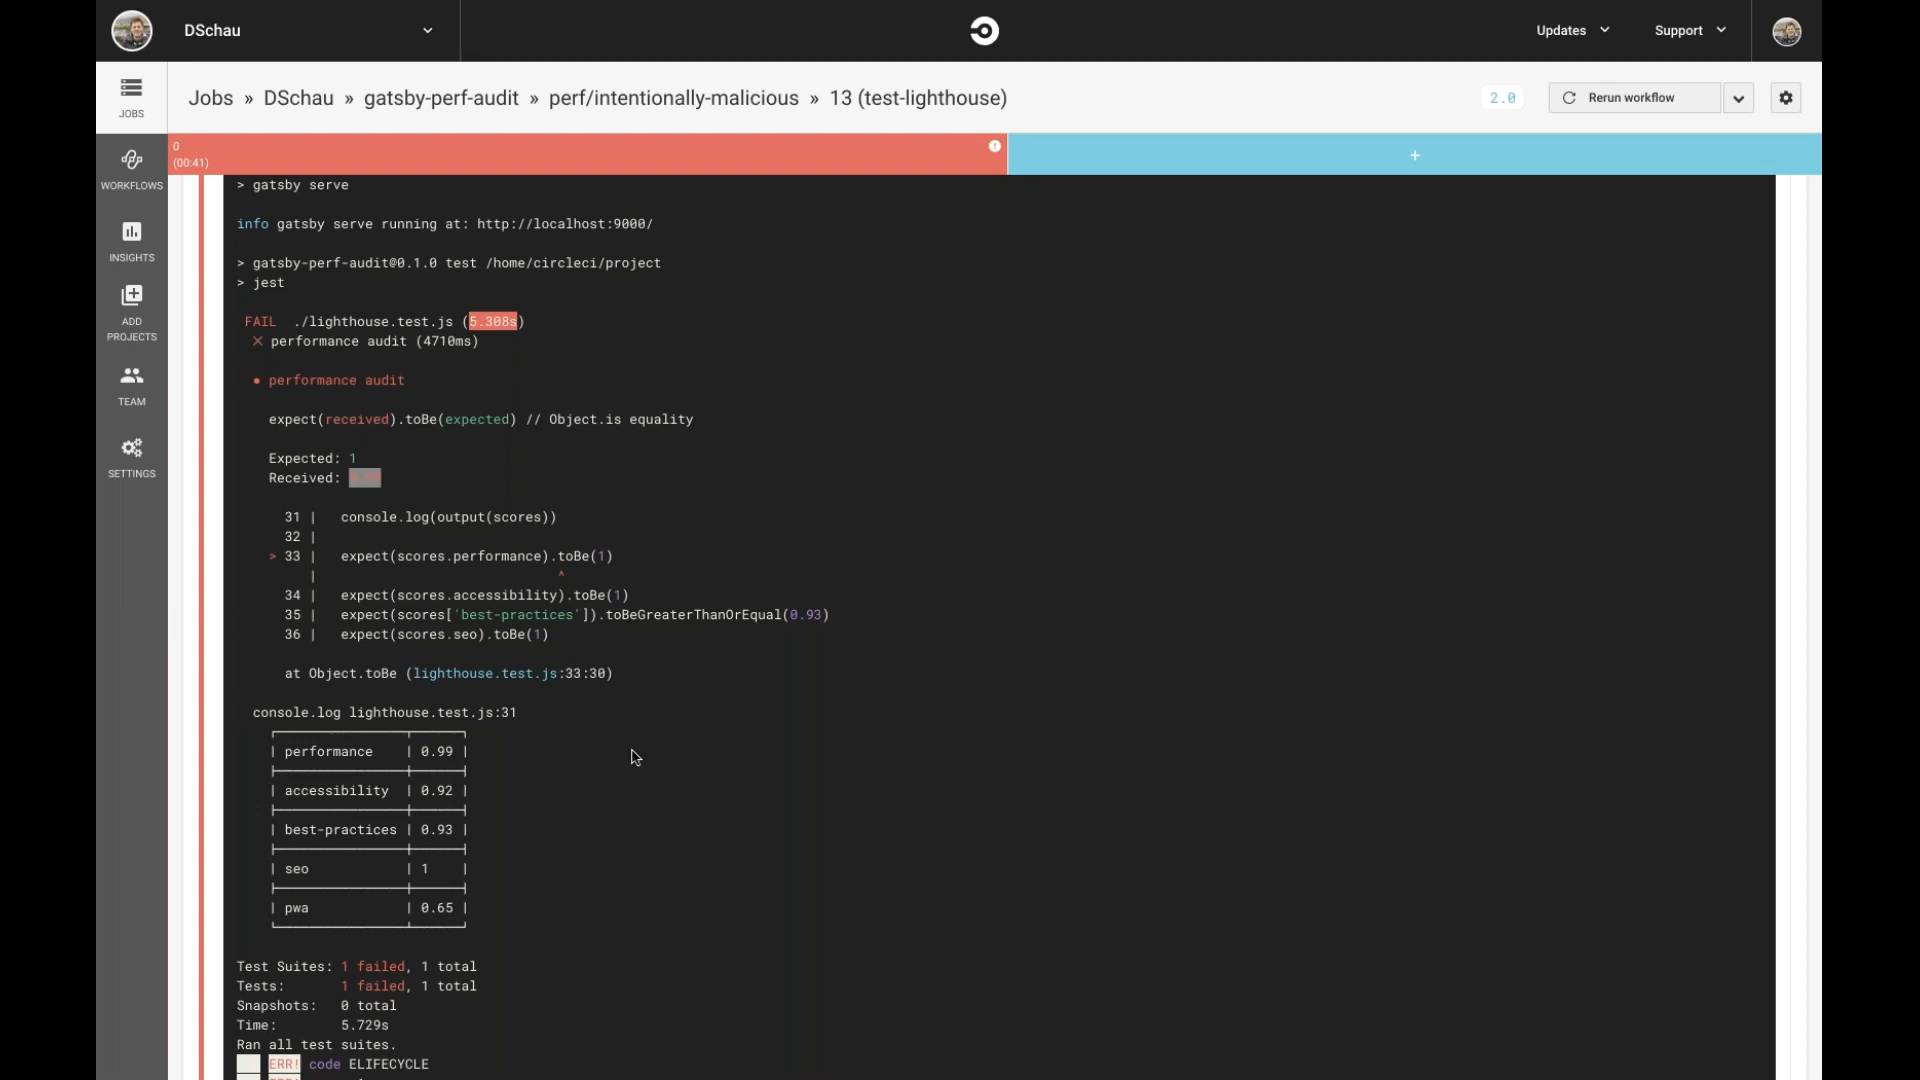 DSchau
Updates
Support
JOBS
Jobs » DSchau » gatsby-perf-audit » perf/intentionally-malicious » 13 (test-lighthouse)
2.0
Rerun workflow
0
(00:41)
+
WORKFLOWS
INSIGHTS
ADD
PROJECTS
TEAM
SETTINGS
> gatsby serve
info gatsby serve running at: http://localhost:9000/
> gatsby-perf-audit@0.1.0 test /home/circleci/project
> jest
FAIL ./lighthouse.test.js (5.308s)
✕ performance audit (4710ms)
● performance audit
expect(received).toBe(expected) // Object.is equality
Expected: 1
Received:
31 | console.log(output(scores))
32 |
> 33 | expect(scores.performance).toBe(1)
| ^
34 | expect(scores.accessibility).toBe(1)
35 | expect(scores['best-practices']).toBeGreaterThanOrEqual(0.93)
36 | expect(scores.seo).toBe(1)
at Object.toBe (lighthouse.test.js:33:30)
console.log lighthouse.test.js:31
| performance | 0.99 |
| accessibility | 0.92 |
| best-practices | 0.93 |
| seo | 1 |
| pwa | 0.65 |
Test Suites: 1 failed, 1 total
Tests: 1 failed, 1 total
Snapshots: 0 total
Time: 5.729s
Ran all test suites.
ERR! code ELIFECYCLE